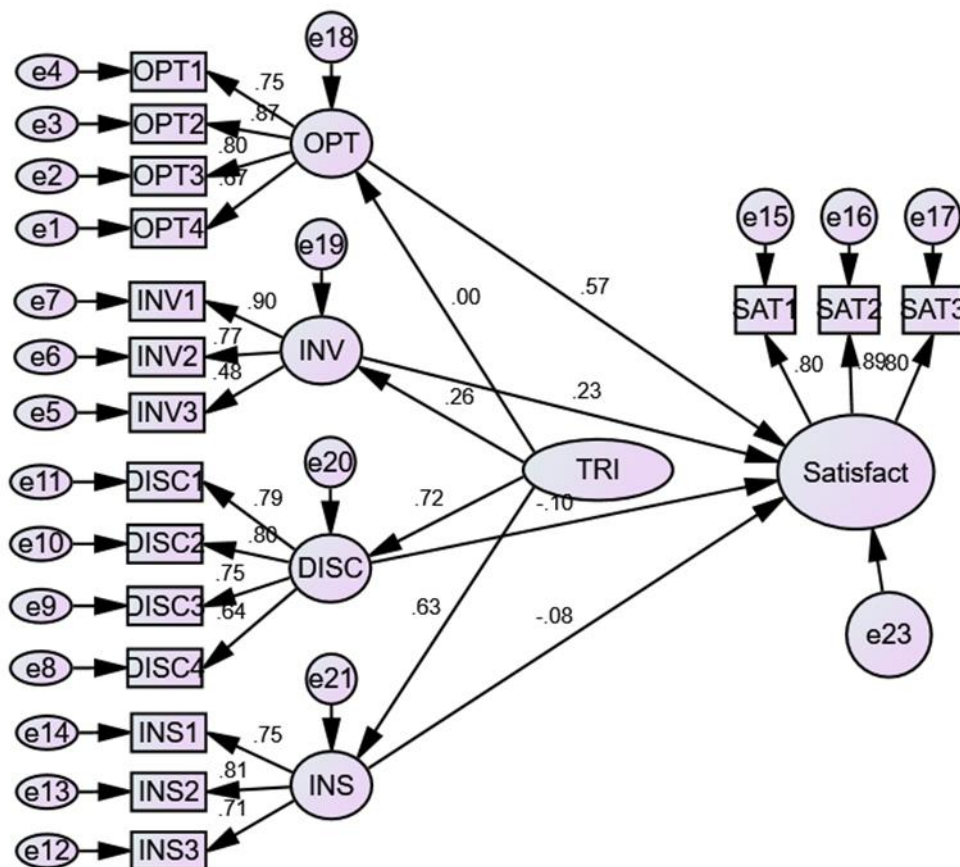 e18
e4 OPT1 .75
e3 OPT2 .87 OPT
e2 OPT3 .80
e1 OPT4 .67
e19
e7 INV1 .90
e6 INV2 .77 INV
e5 INV3 .48
.00
.57
.26
.23
e15 e16 e17
SAT1 SAT2 SAT3
.80 .89 .80
TRI
Satisfact
e20
e11 DISC1 .79
e10 DISC2 .80 DISC
e9 DISC3 .75
e8 DISC4 .64
.72
-.10
.63
-.08
e23
e21
e14 INS1 .75
e13 INS2 .81 INS
e12 INS3 .71